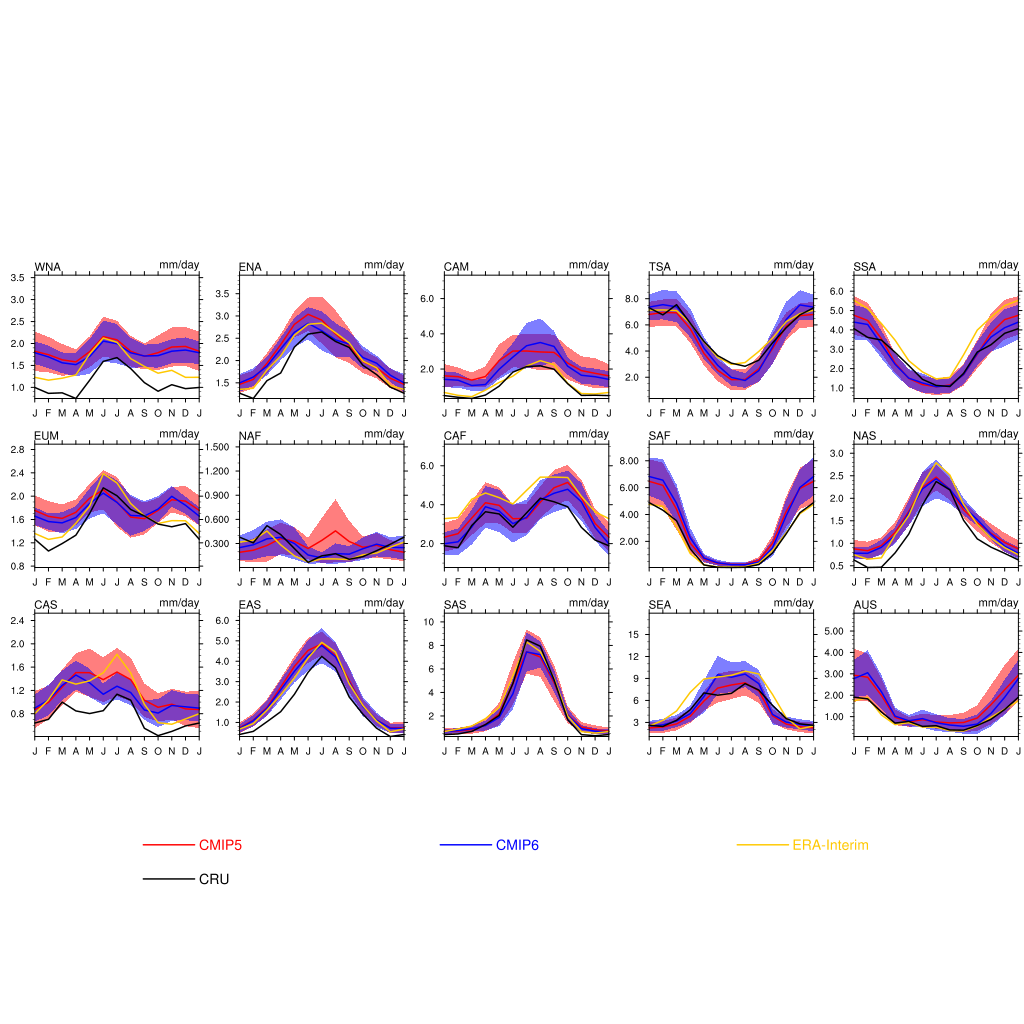 WNA mm/day ENA mm/day CAM mm/day TSA mm/day SSA mm/day
3.5 3.0 2.5 2.0 1.5 1.0
3.5 3.0 2.5 2.0 1.5
6.0 4.0 2.0
8.0 6.0 4.0 2.0
6.0 5.0 4.0 3.0 2.0 1.0
J F M A M J J A S O N D J J F M A M J J A S O N D J J F M A M J J A S O N D J J F M A M J J A S O N D J J F M A M J J A S O N D J
EUM mm/day NAF mm/day CAF mm/day SAF mm/day NAS mm/day
2.8 2.4 2.0 1.6 1.2 0.8
1.500 1.200 0.900 0.600 0.300
6.0 4.0 2.0
8.00 6.00 4.00 2.00
3.0 2.5 2.0 1.5 1.0 0.5
J F M A M J J A S O N D J J F M A M J J A S O N D J J F M A M J J A S O N D J J F M A M J J A S O N D J J F M A M J J A S O N D J
CAS mm/day EAS mm/day SAS mm/day SEA mm/day AUS mm/day
2.4 2.0 1.6 1.2 0.8
6.0 5.0 4.0 3.0 2.0 1.0
10 8 6 4 2
15 12 9 6 3
5.00 4.00 3.00 2.00 1.00
J F M A M J J A S O N D J J F M A M J J A S O N D J J F M A M J J A S O N D J J F M A M J J A S O N D J J F M A M J J A S O N D J
CMIP5 CMIP6 ERA-Interim
CRU